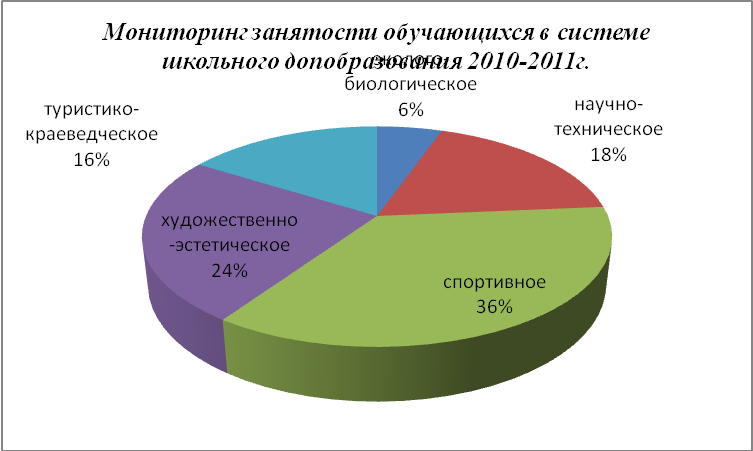 Мониторинг занятости обучающихся в системе
школьного допобразования 2010-2011г.
эколого-
биологическое
6%
туристико-
краеведческое
16%
научно-
техническое
18%
художественно
-эстетическое
24%
спортивное
36%